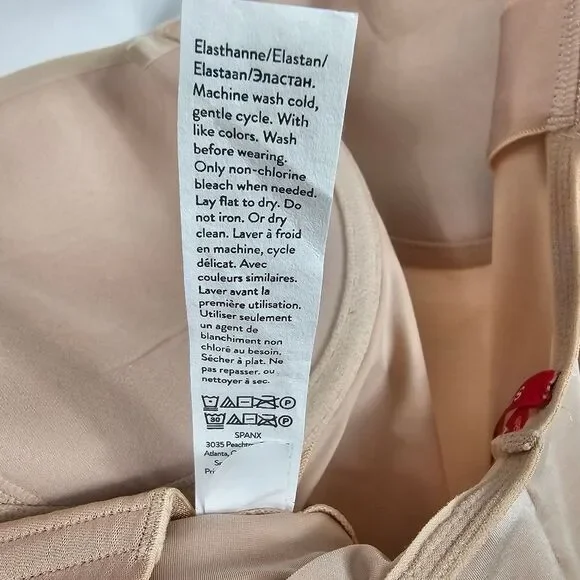 Elasthanne/Elastan/
Elastaan/Эластан.
Machine wash cold,
gentle cycle. With
like colors. Wash
before wearing.
Only non-chlorine
bleach when needed.
Lay flat to dry. Do
not iron. Or dry
clean. Laver à froid
en machine, cycle
délicat. Avec
couleurs similaires.
Laver avant la
première utilisation.
Utiliser seulement
un agent de
blanchiment non
chloré au besoin.
Sécher à plat. Ne
pas repasser. ou
nettoyer à sec.
P
30 P
SPANX
3035
Atlanta,